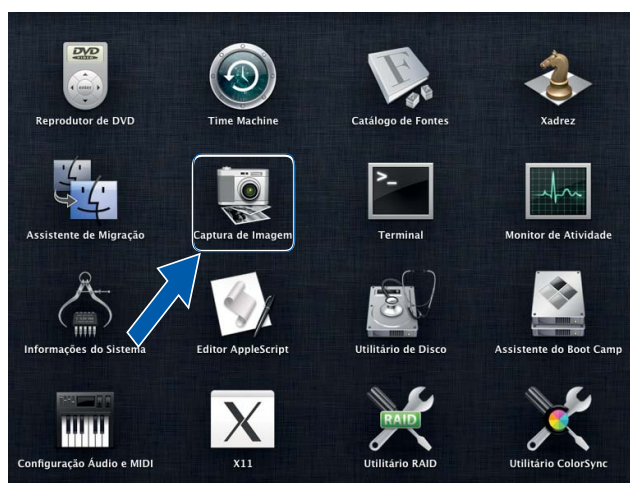 DVD
VIDEO
enter
Reprodutor de DVD
Time Machine
F
Catálogo de Fontes
Xadrez
Assistente de Migração
Captura de Imagem
>_
Terminal
Monitor de Atividade
Informações do Sistema
Editor AppleScript
Utilitário de Disco
Assistente do Boot Camp
Configuração Áudio e MIDI
X
X11
RAID
Utilitário RAID
Utilitário ColorSync